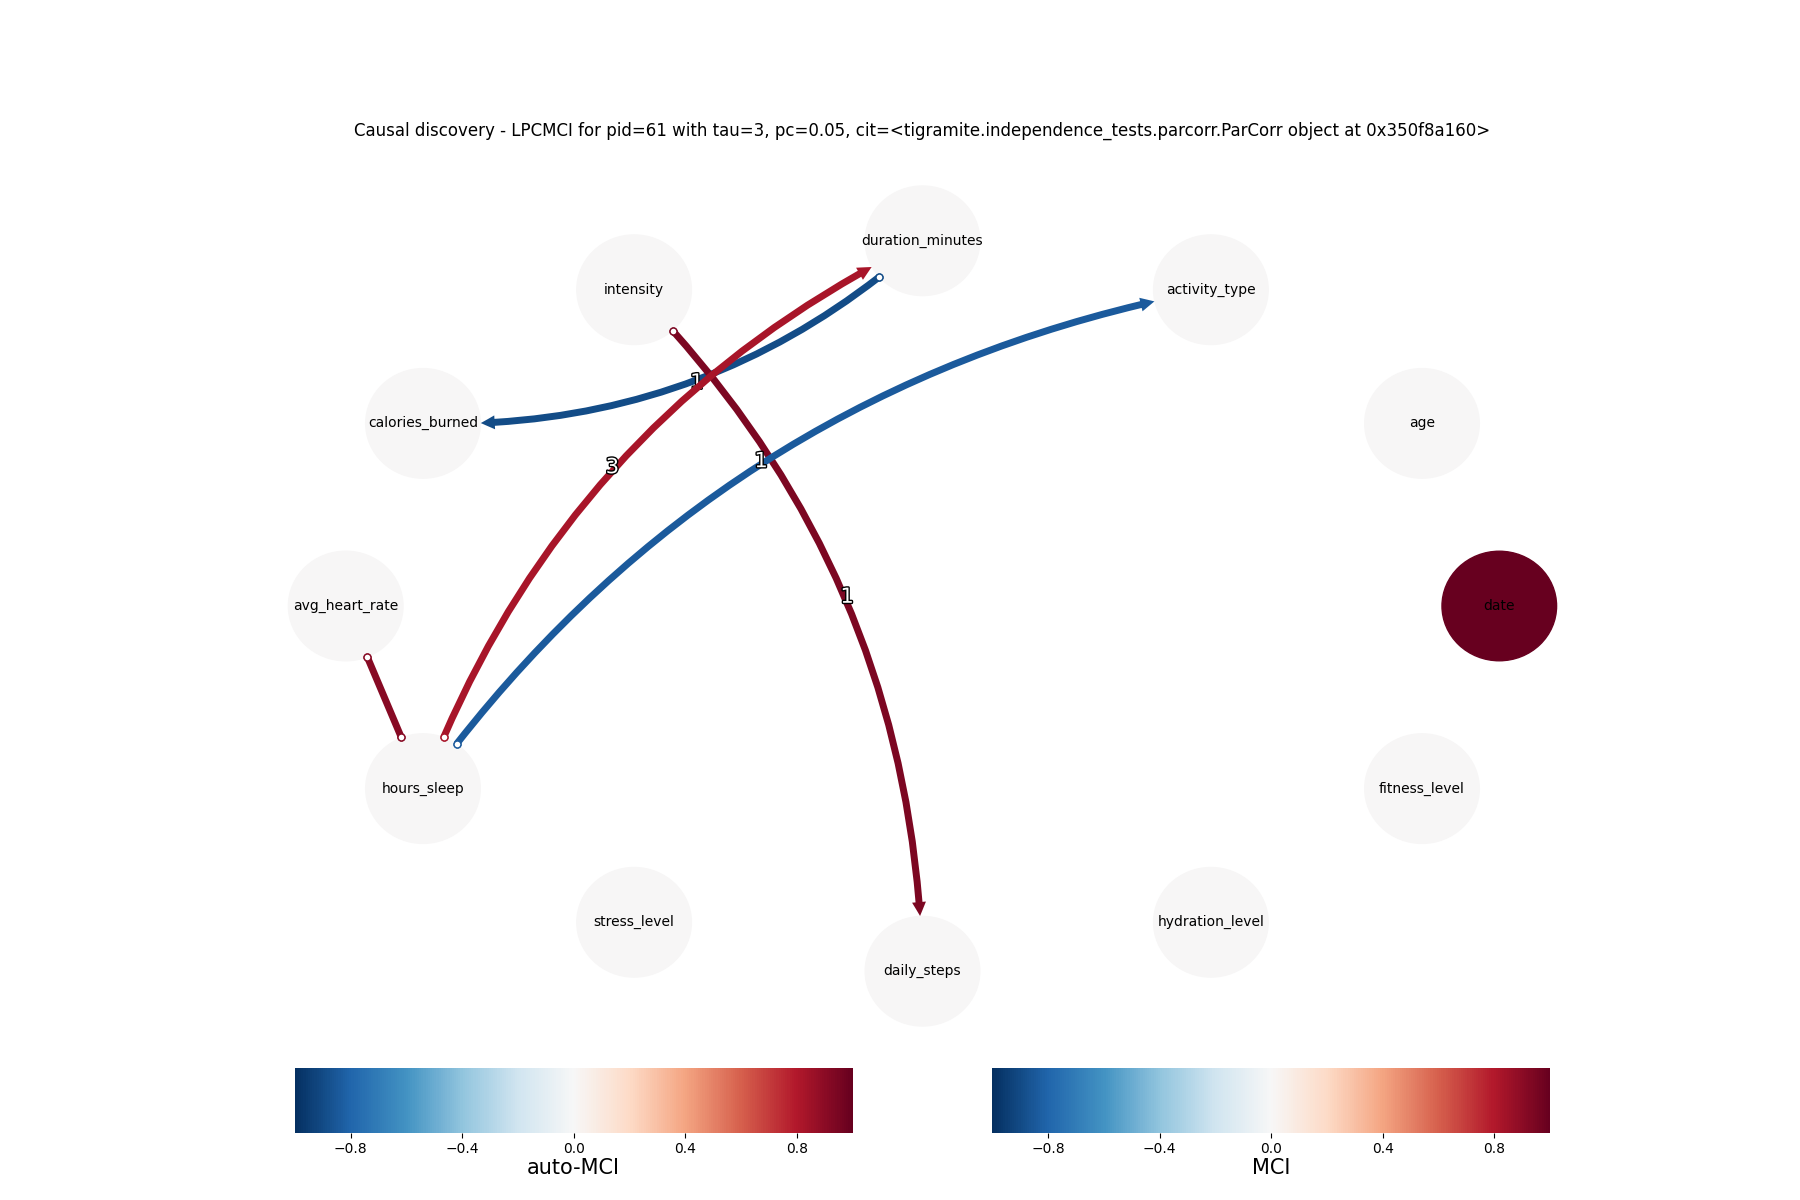 Causal discovery - LPCMCI for pid=61 with tau=3, pc=0.05, cit=<tigramite.independence_tests.parcorr.ParCorr object at 0x350f8a160>
duration_minutes
intensity
activity_type
1
calories_burned
age
3
1
1
avg_heart_rate
date
hours_sleep
fitness_level
stress_level
hydration_level
daily_steps
−0.8 −0.4 0.0 0.4 0.8
auto-MCI
−0.8 −0.4 0.0 0.4 0.8
MCI